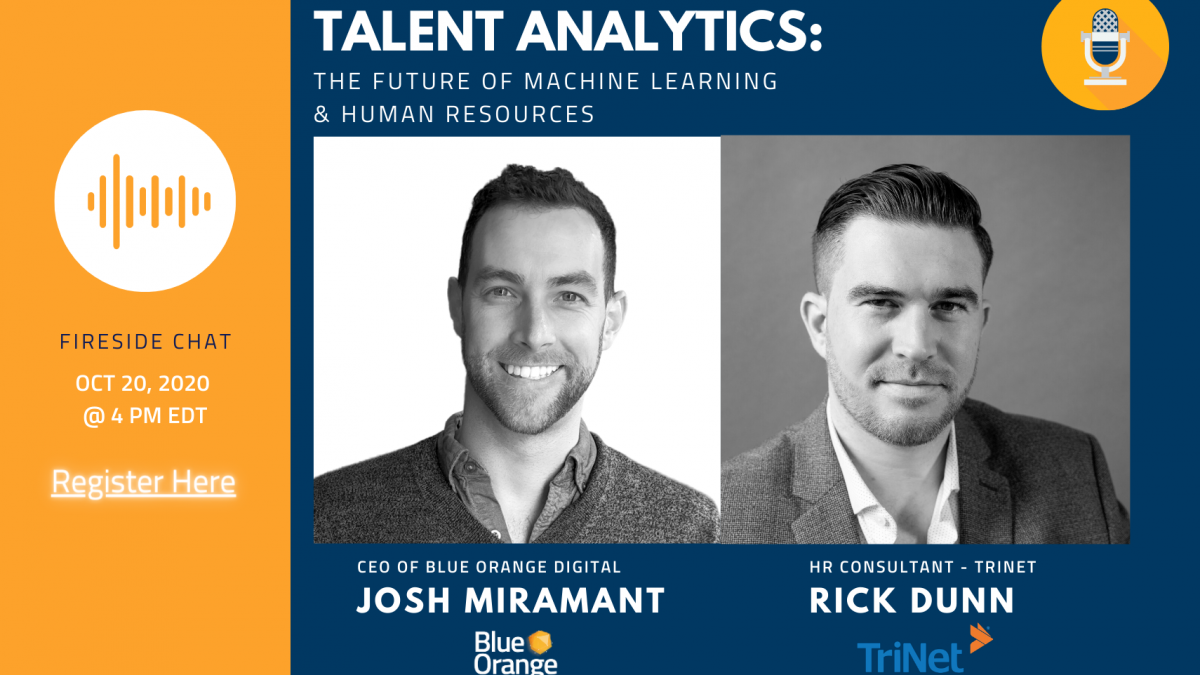 TALENT ANALYTICS:
THE FUTURE OF MACHINE LEARNING
& HUMAN RESOURCES
FIRESIDE CHAT
OCT 20, 2020
@ 4 PM EDT
Register Here
CEO OF BLUE ORANGE DIGITAL
JOSH MIRAMANT
Blue
Orange
HR CONSULTANT - TRINET
RICK DUNN
TriNet